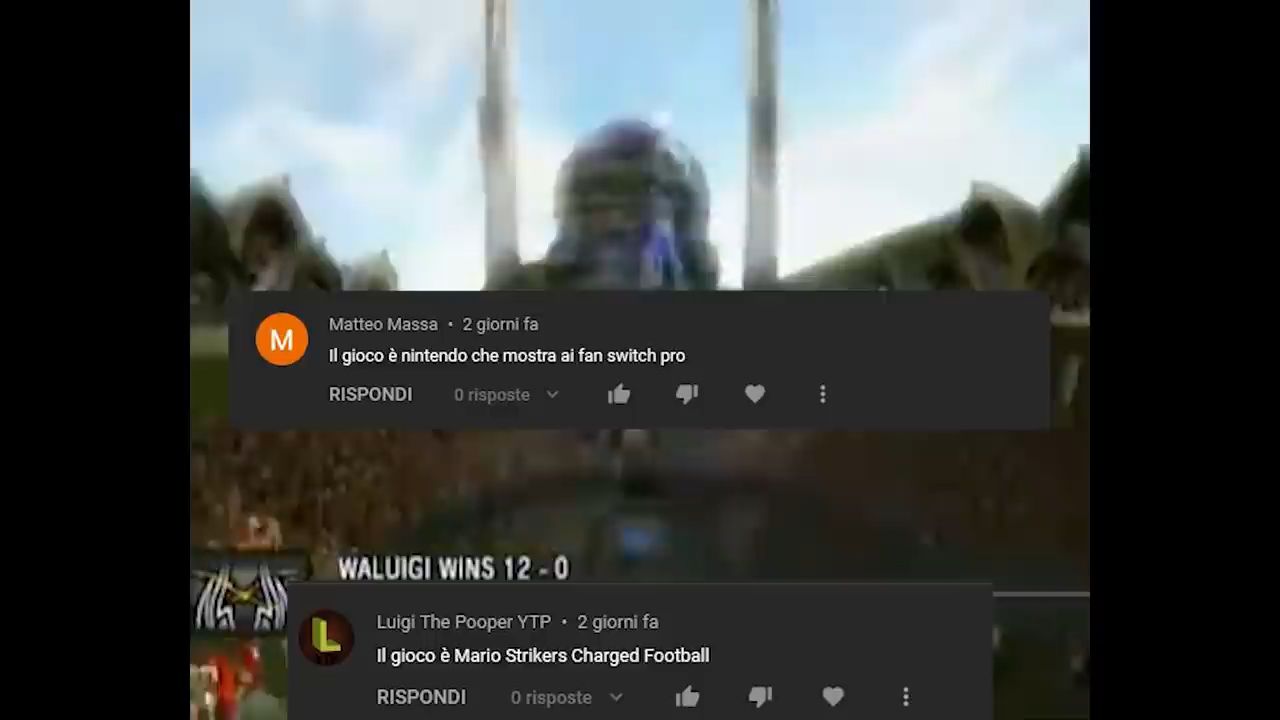 M
Matteo Massa • 2 giorni fa
Il gioco è nintendo che mostra ai fan switch pro
RISPONDI 0 risposte
WALUIGI WINS 12 - 0
L
Luigi The Pooper YTP • 2 giorni fa
Il gioco è Mario Strikers Charged Football
RISPONDI 0 risposte